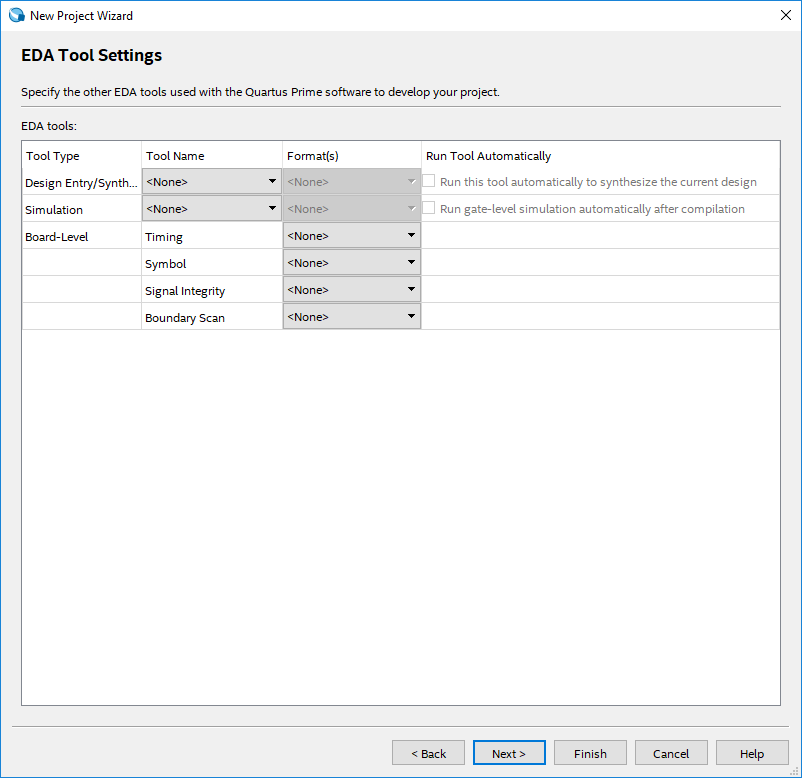 New Project Wizard
EDA Tool Settings
Specify the other EDA tools used with the Quartus Prime software to develop your project.
EDA tools:
Tool Type Tool Name Format(s) Run Tool Automatically
Design Entry/Synth... <None> <None> Run this tool automatically to synthesize the current design
Simulation <None> <None> Run gate-level simulation automatically after compilation
Board-Level Timing <None>
Symbol <None>
Signal Integrity <None>
Boundary Scan <None>
< Back Next > Finish Cancel Help